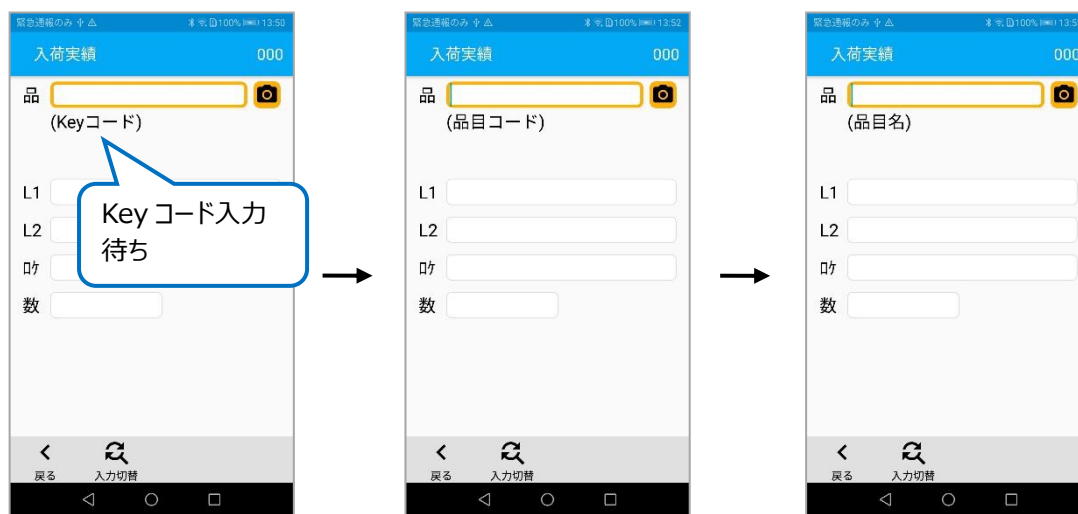 緊急通報のみ 100% 13:50
入荷実績 000
品
(Keyコード)
Key コード入力
待ち
L1
L2
ロケ
数
戻る 入力切替
緊急通報のみ 100% 13:52
入荷実績 000
品
(品目コード)
L1
L2
ロケ
数
戻る 入力切替
緊急通報のみ 100%
入荷実績 000
品
(品目名)
L1
L2
ロケ
数
戻る 入力切替